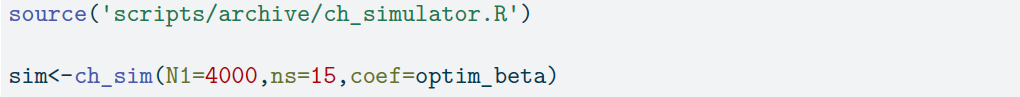 source('scripts/archive/ch_simulator.R')
sim<-ch_sim(N1=4000,ns=15,coef=optim_beta)